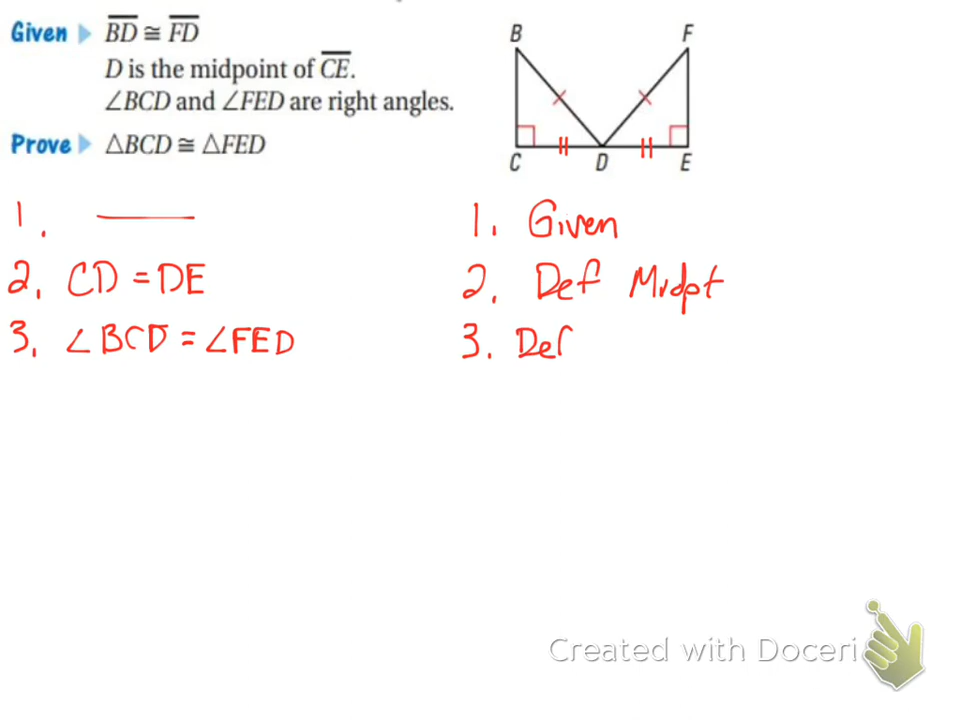 Given ▶ BD ≅ FD
D is the midpoint of CE.
∠BCD and ∠FED are right angles.
Prove ▶ △BCD ≅ △FED
B F
C D E
1. 1. Given
2. CD = DE 2. Def Midpt
3. ∠BCD = ∠FED 3. Def
Created with Doceri